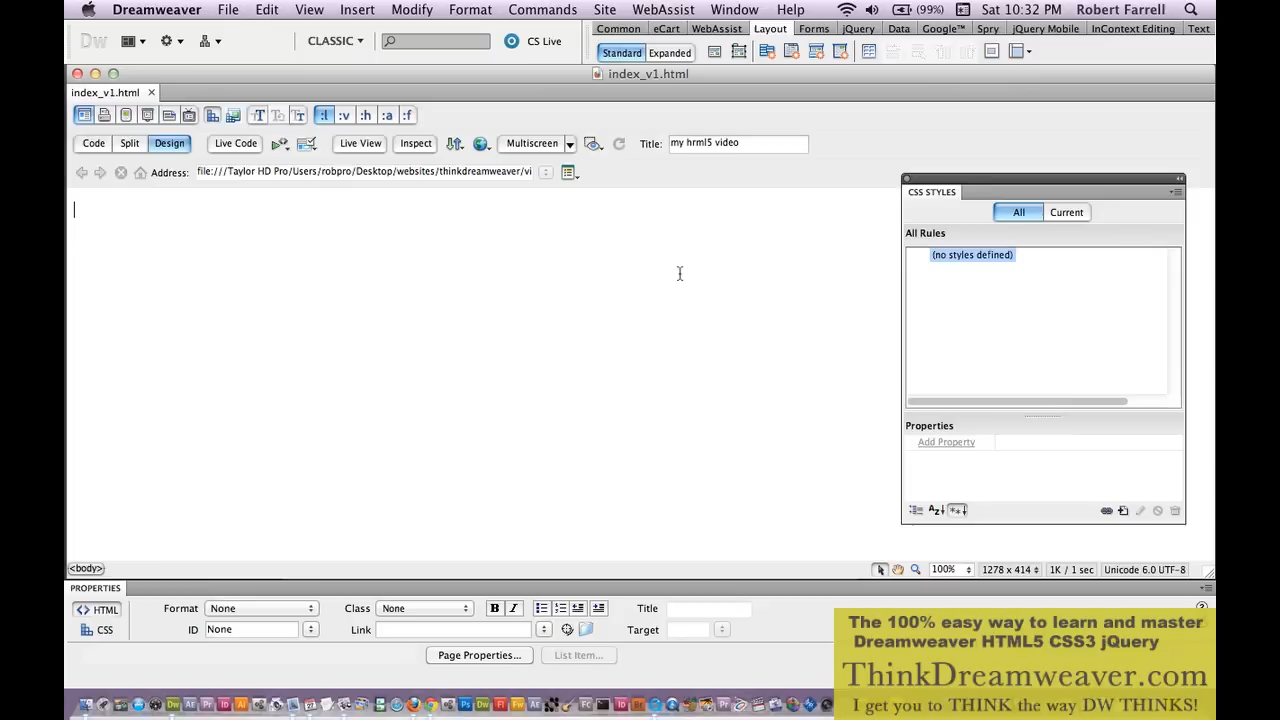 Dreamweaver File Edit View Insert Modify Format Commands Site WebAssist Window Help (99%) Sat 10:32 PM Robert Farrell
Common eCart WebAssist Layout Forms jQuery Data Google™ Spry jQuery Mobile InContext Editing Text
Dw CLASSIC CS Live Standard Expanded
index_v1.html
index_v1.html
:l :v :h :a :f
Code Split Design Live Code Live View Inspect Multiscreen Title: my hrml5 video
Address: file:///Taylor HD Pro/Users/robpro/Desktop/websites/thinkdreamweaver/vi
CSS STYLES
All Current
All Rules
(no styles defined)
Properties
Add Property
<body> 100% 1278 x 414 1K / 1 sec Unicode 6.0 UTF-8
PROPERTIES
<> HTML Format None Class None B I Title
CSS ID None Link Target
Page Properties... List Item...
The 100% easy way to learn and master
Dreamweaver HTML5 CSS3 jQuery
ThinkDreamweaver.com
I get you to THINK the way DW THINKS!